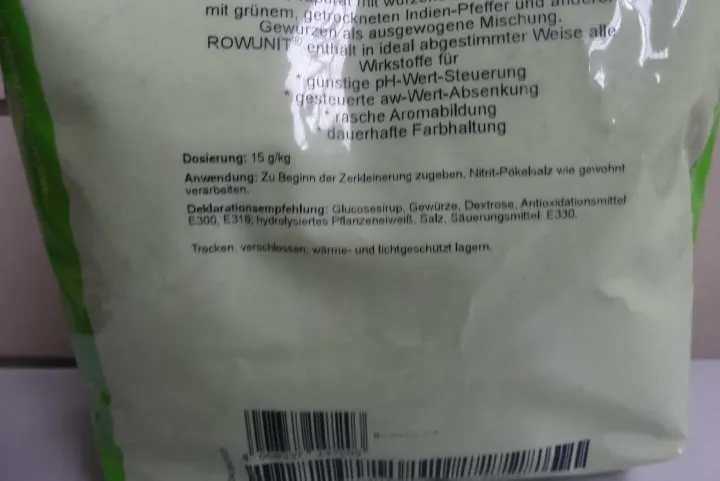 mit grünem, getrockneten Indien-Pfeffer und anderen
Gewürzen als ausgewogene Mischung.
ROWUNIT® enthält in ideal abgestimmter Weise alle
Wirkstoffe für
* günstige pH-Wert-Steuerung
* gesteuerte aw-Wert-Absenkung
* rasche Aromabildung
* dauerhafte Farbhaltung
Dosierung: 15 g/kg
Anwendung: Zu Beginn der Zerkleinerung zugeben, Nitrit-Pökelsalz wie gewohnt
verarbeiten.
Deklarationsempfehlung: Glucosesirup, Gewürze, Dextrose, Antioxidationsmittel
E300, E316, hydrolysiertes Pflanzeneiweiß, Salz, Säuerungsmittel E330.
Trocken, verschlossen, wärme- und lichtgeschützt lagern.